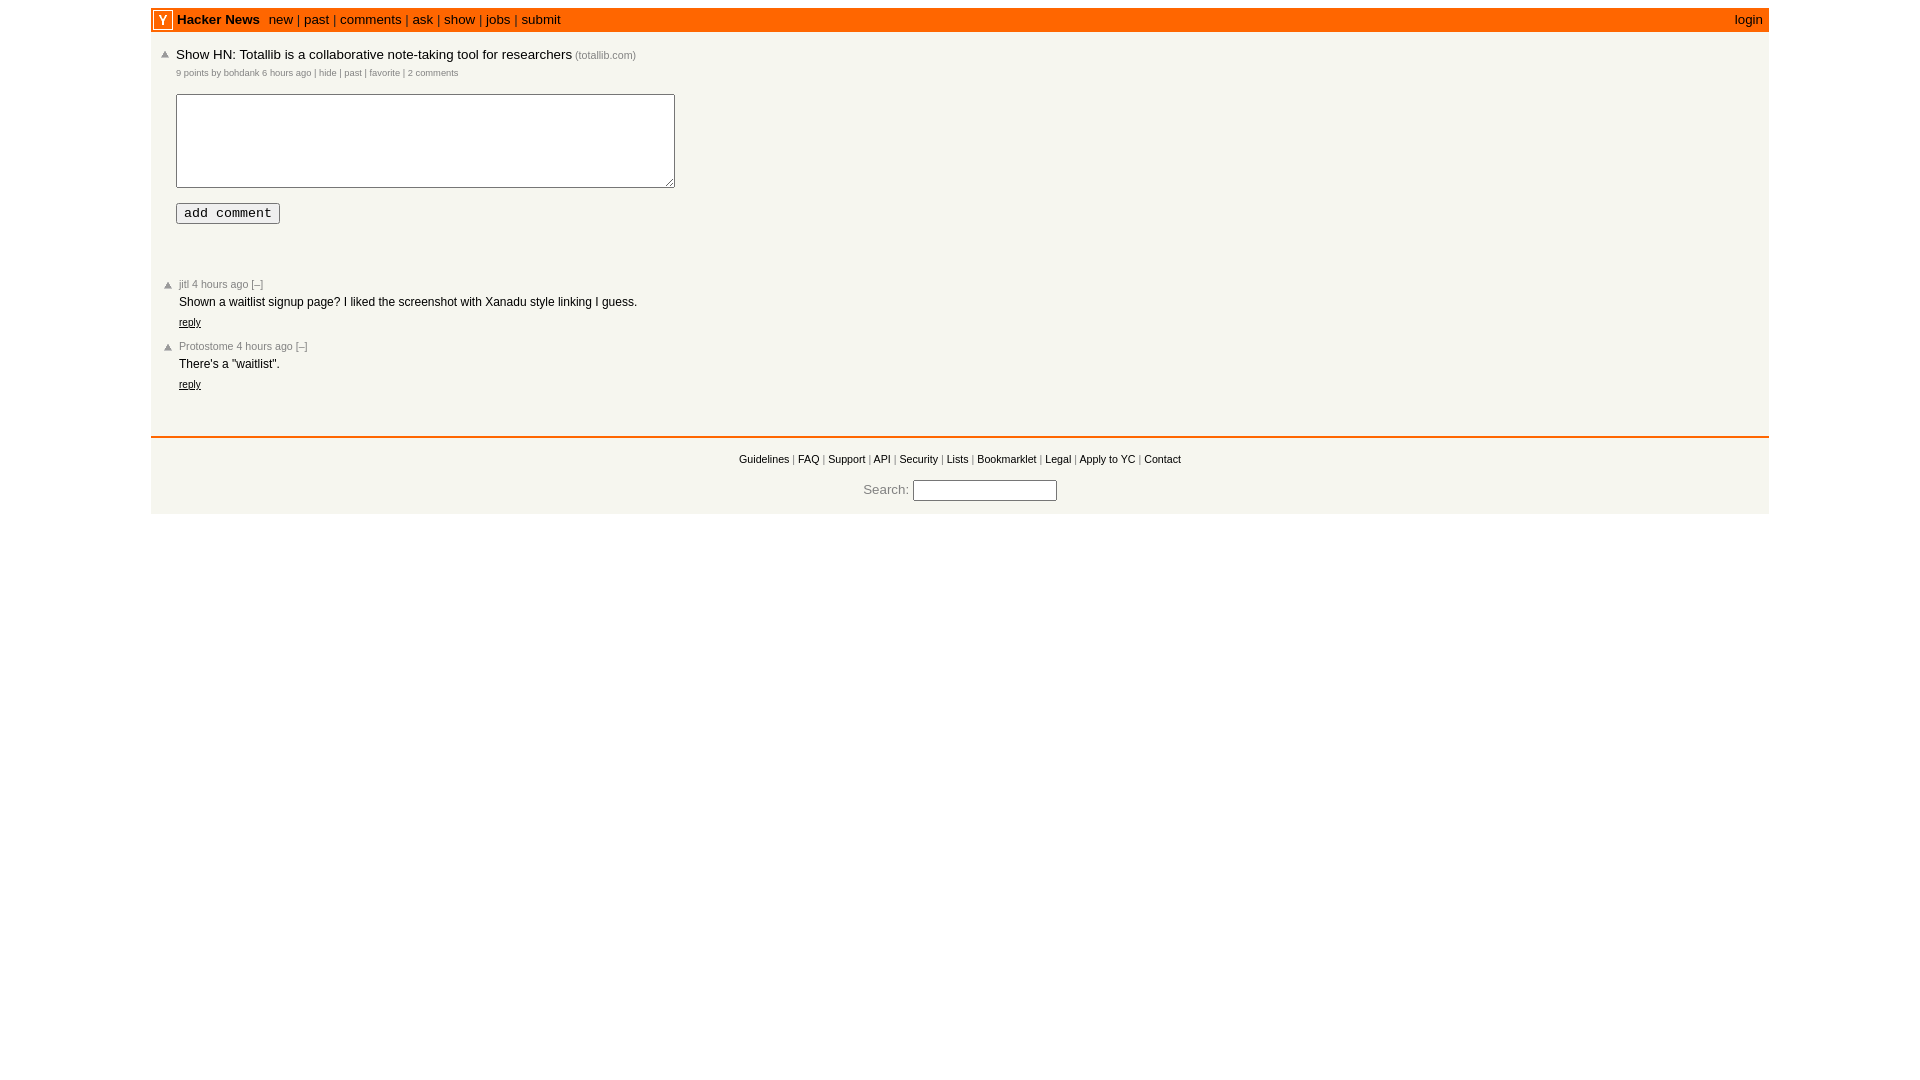 Y Hacker News new | past | comments | ask | show | jobs | submit login
Show HN: Totallib is a collaborative note-taking tool for researchers (totallib.com)
9 points by bohdank 6 hours ago | hide | past | favorite | 2 comments
add comment
jitl 4 hours ago [–]
Shown a waitlist signup page? I liked the screenshot with Xanadu style linking I guess.
reply
Protostome 4 hours ago [–]
There's a "waitlist".
reply
Guidelines | FAQ | Support | API | Security | Lists | Bookmarklet | Legal | Apply to YC | Contact
Search: